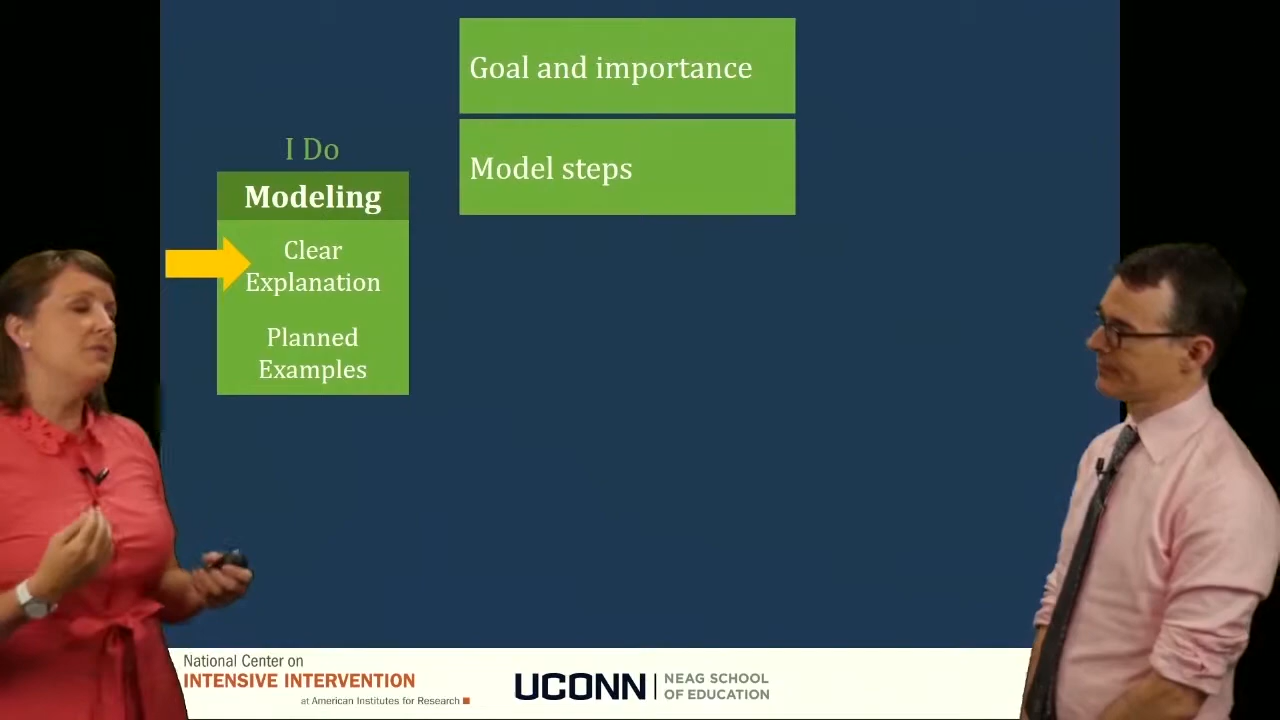 Goal and importance
Model steps
I Do
Modeling
Clear
Explanation
Planned
Examples
National Center on
INTENSIVE INTERVENTION
at American Institutes for Research
UCONN
NEAG SCHOOL
OF EDUCATION